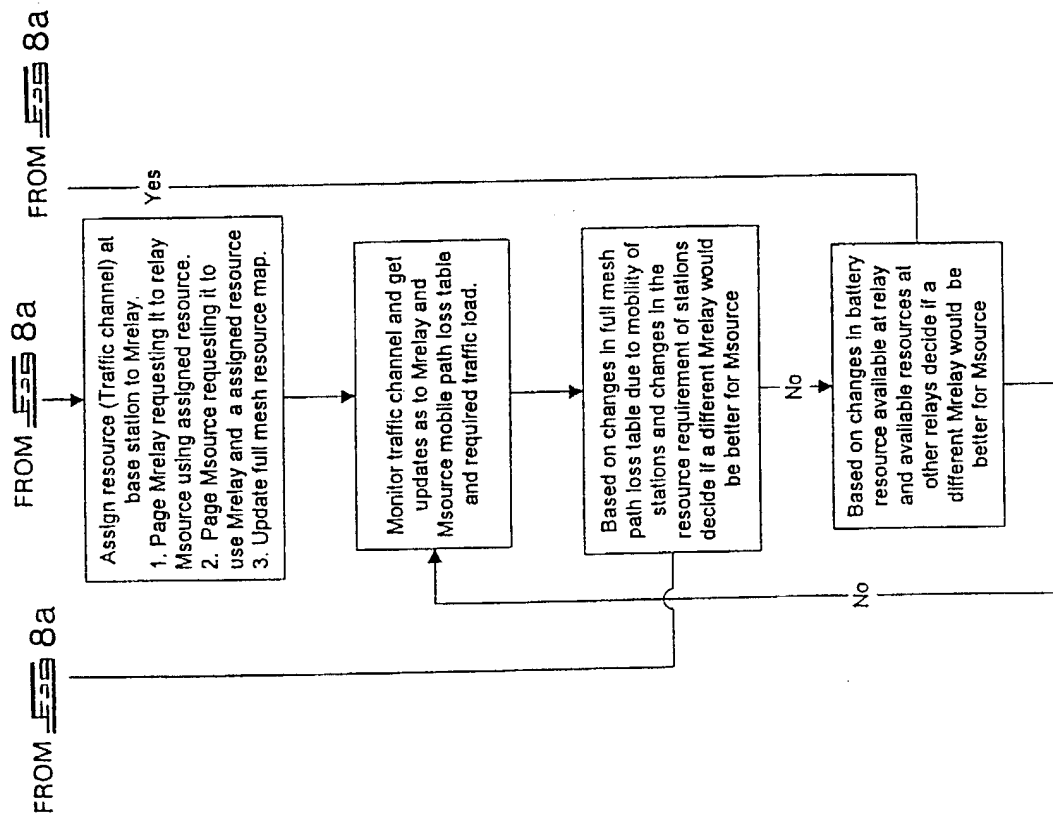 FROM Fig 8a
FROM Fig 8a
FROM Fig 8a
Assign resource (Traffic channel) at
base station to Mrelay.
1. Page Mrelay requesting it to relay
Msource using assigned resource.
2. Page Msource requesting it to
use Mrelay and a assigned resource
3. Update full mesh resource map.
Yes
Monitor traffic channel and get
updates as to Mrelay and
Msource mobile path loss table
and required traffic load.
Based on changes in full mesh
path loss table due to mobility of
stations and changes in the
resource requirement of stations
decide if a different Mrelay would
be better for Msource
No
No
Based on changes in battery
resource available at relay
and available resources at
other relays decide if a
different Mrelay would be
better for Msource